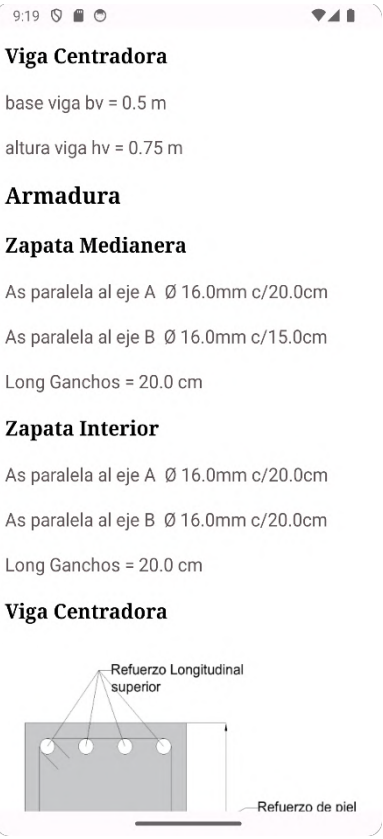 9:19
Viga Centradora
base viga bv = 0.5 m
altura viga hv = 0.75 m
Armadura
Zapata Medianera
As paralela al eje A  Ø 16.0mm c/20.0cm
As paralela al eje B  Ø 16.0mm c/15.0cm
Long Ganchos = 20.0 cm
Zapata Interior
As paralela al eje A  Ø 16.0mm c/20.0cm
As paralela al eje B  Ø 16.0mm c/20.0cm
Long Ganchos = 20.0 cm
Viga Centradora
Refuerzo Longitudinal
superior
Refuerzo de piel